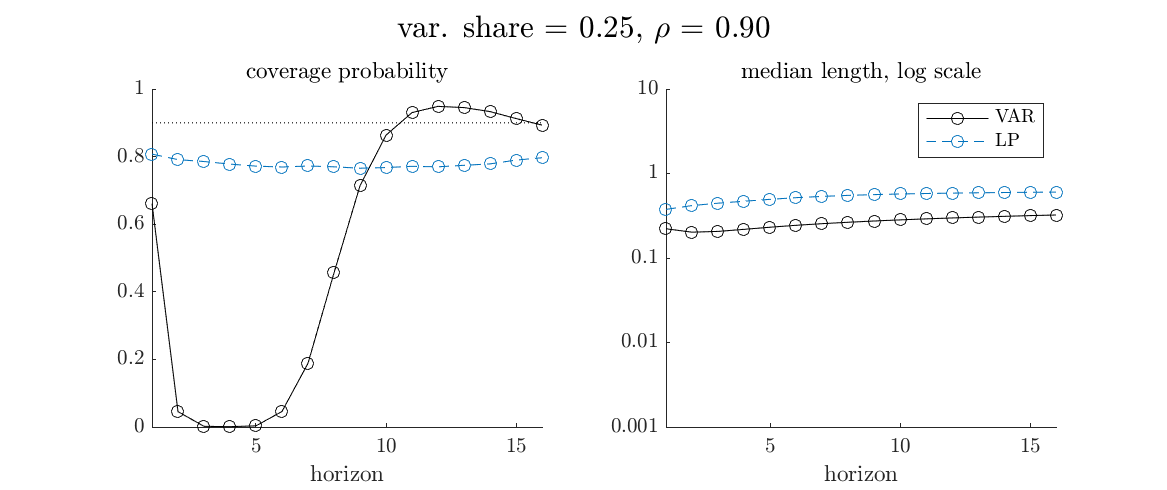 var. share = 0.25, ρ = 0.90
coverage probability
1
0.8
0.6
0.4
0.2
0
5
10
15
horizon
median length, log scale
10
1
0.1
0.01
0.001
5
10
15
horizon
VAR
LP